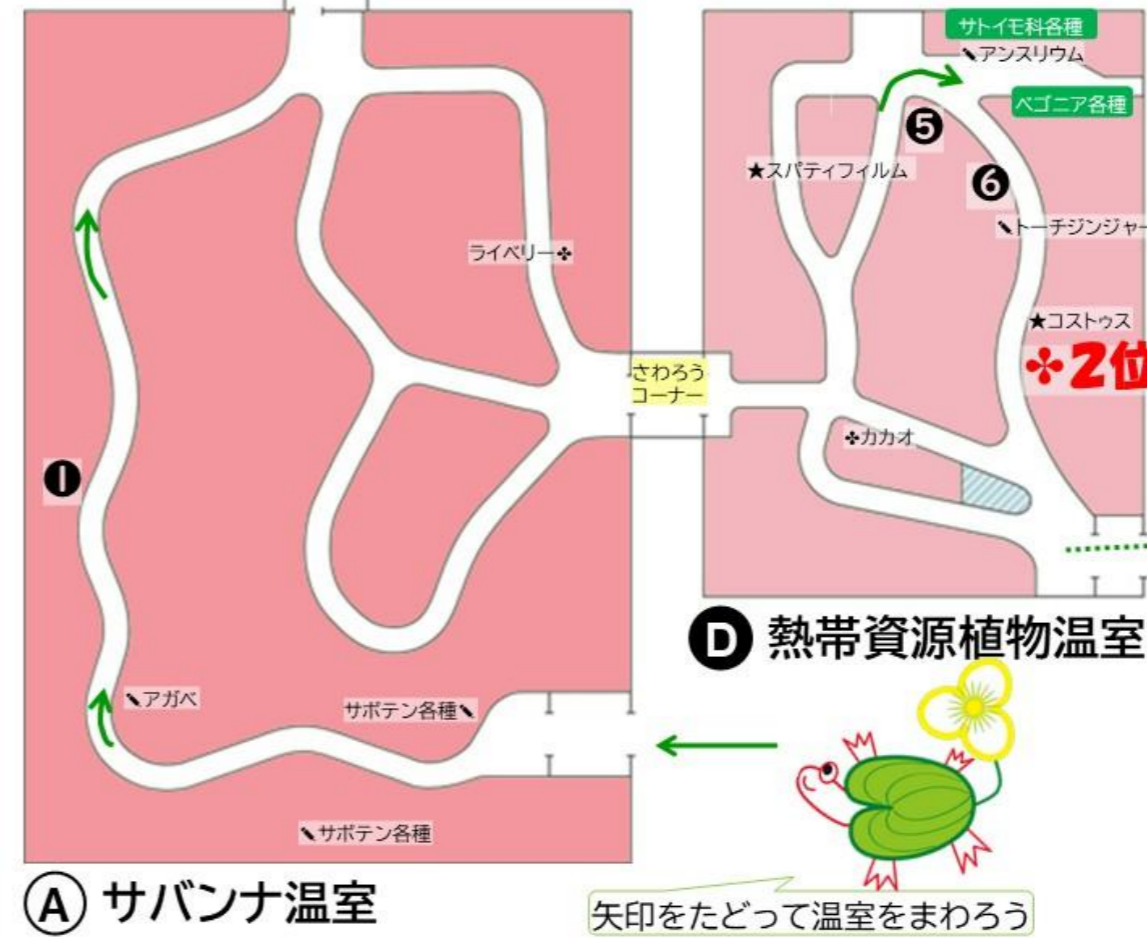 サトイモ科各種
✎アンスリウム
ベゴニア各種
❺
★スパティフィルム
❻
✎トーチジンジャー
ライベリー✤
★コストゥス
✤2位
さわろう
コーナー
✤カカオ
❶
D 熱帯資源植物温室
✎アガベ
サボテン各種✎
✎サボテン各種
A サバンナ温室
矢印をたどって温室をまわろう